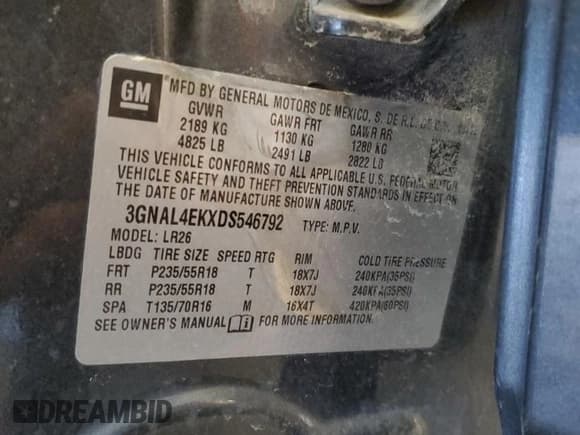 GM
MFD BY GENERAL MOTORS DE MEXICO, S. DE R.L. DE
GVWR GAWR FRT GAWR RR
2189 KG 1130 KG 1280 KG
4825 LB 2491 LB 2822 LB
THIS VEHICLE CONFORMS TO ALL APPLICABLE U.S. FEDERAL MOTOR
VEHICLE SAFETY AND THEFT PREVENTION STANDARDS IN EFFECT ON
THE DATE OF MANUFACTURE SHOWN ABOVE.
3GNAL4EKXDS546792 TYPE: M.P.V.
MODEL: LR26
LBDG TIRE SIZE SPEED RTG RIM COLD TIRE PRESSURE
FRT P235/55R18 T 18X7J 240KPA(35PSI)
RR P235/55R18 T 18X7J 240KPA(35PSI)
SPA T135/70R16 M 16X4T 420KPA(60PSI)
SEE OWNER'S MANUAL FOR MORE INFORMATION.
DREAMBID